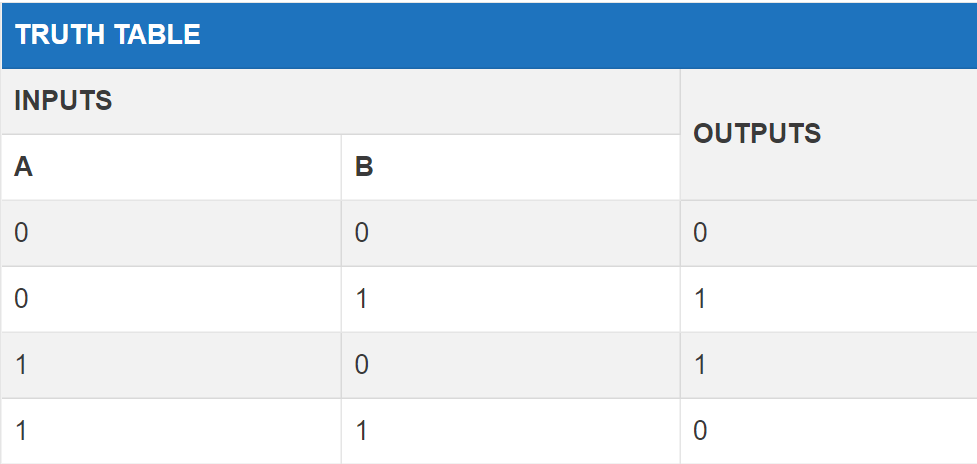 TRUTH TABLE
INPUTS
OUTPUTS
A B
0 0 0
0 1 1
1 0 1
1 1 0